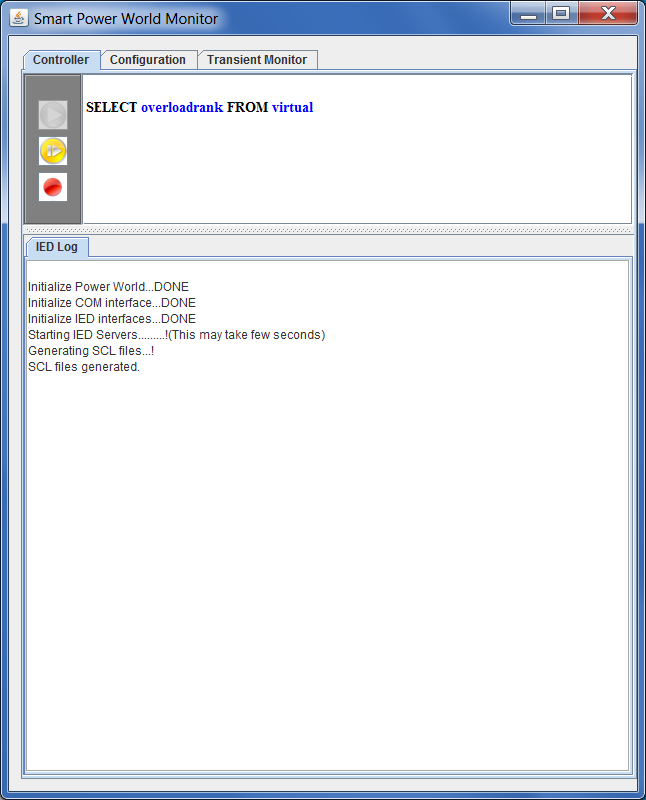 Smart Power World Monitor
Controller Configuration Transient Monitor
SELECT overloadrank FROM virtual
IED Log
Initialize Power World...DONE
Initialize COM interface...DONE
Initialize IED interfaces...DONE
Starting IED Servers.........!(This may take few seconds)
Generating SCL files...!
SCL files generated.